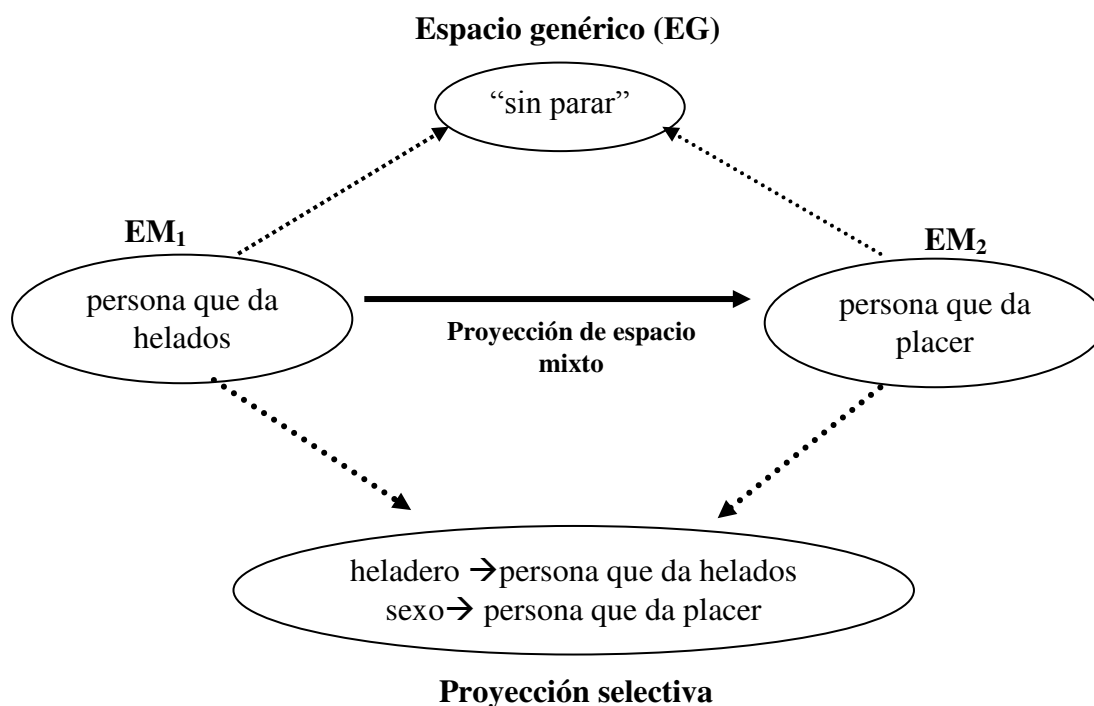 Espacio genérico (EG)
“sin parar”
EM₁
EM₂
persona que da
helados
Proyección de espacio
mixto
persona que da
placer
heladero →persona que da helados
sexo→ persona que da placer
Proyección selectiva